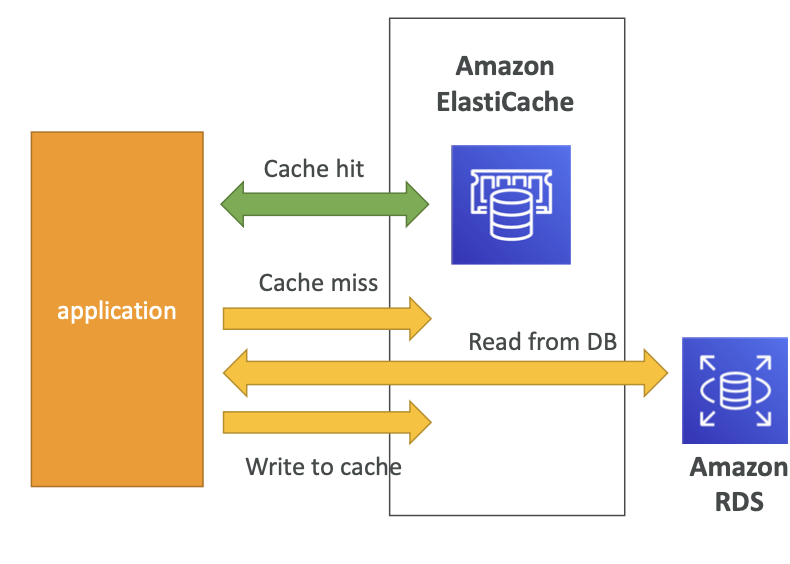 Amazon
ElastiCache
Cache hit
Cache miss
application
Read from DB
Write to cache
Amazon
RDS